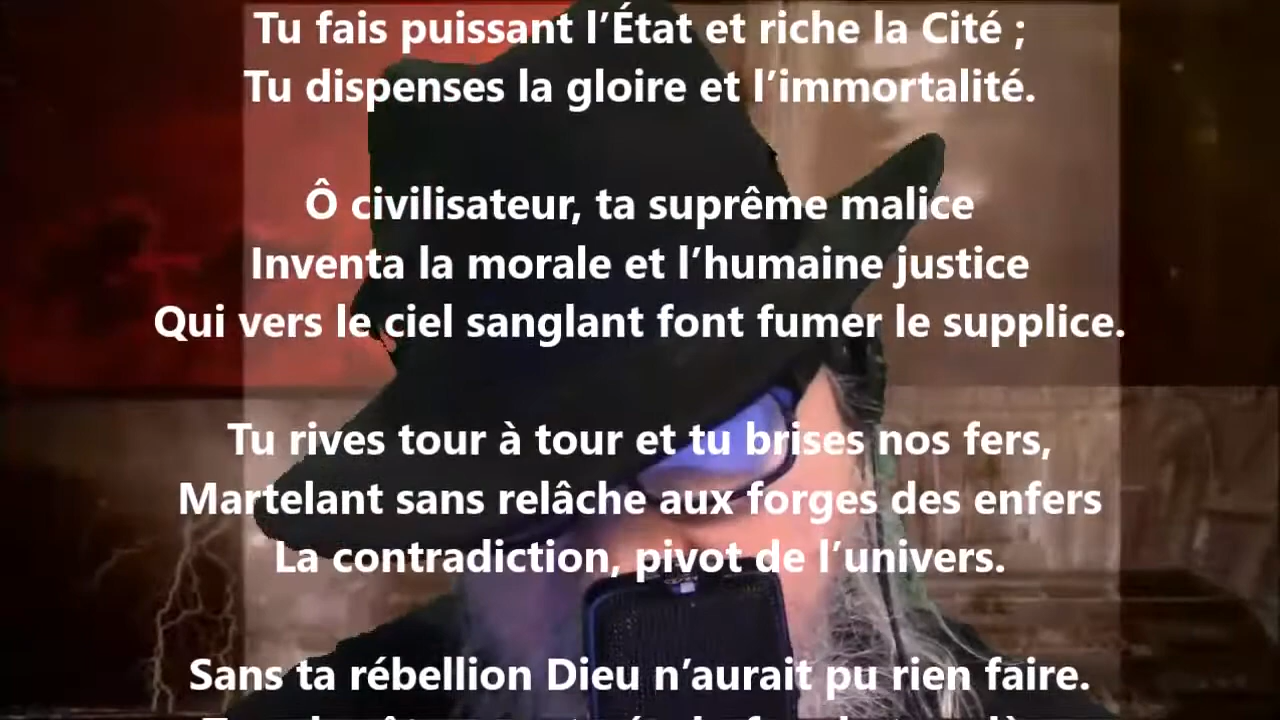 Tu fais puissant l’État et riche la Cité ;
Tu dispenses la gloire et l’immortalité.
Ô civilisateur, ta suprême malice
Inventa la morale et l’humaine justice
Qui vers le ciel sanglant font fumer le supplice.
Tu rives tour à tour et tu brises nos fers,
Martelant sans relâche aux forges des enfers
La contradiction, pivot de l’univers.
Sans ta rébellion Dieu n’aurait pu rien faire.